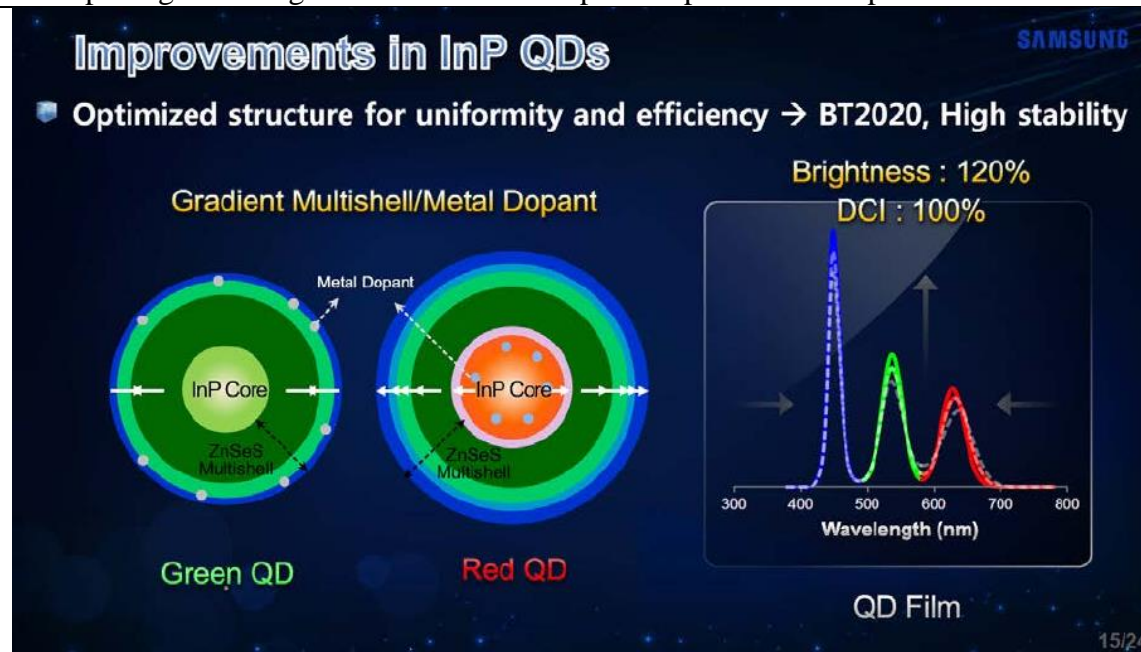 Improvements in InP QDs
SAMSUNG
Optimized structure for uniformity and efficiency → BT2020, High stability
Gradient Multishell/Metal Dopant
Brightness : 120%
DCI : 100%
Metal Dopant
InP Core
InP Core
ZnSeS
Multishell
ZnSeS
Multishell
300 400 500 600 700 800
Wavelength (nm)
Green QD
Red QD
QD Film